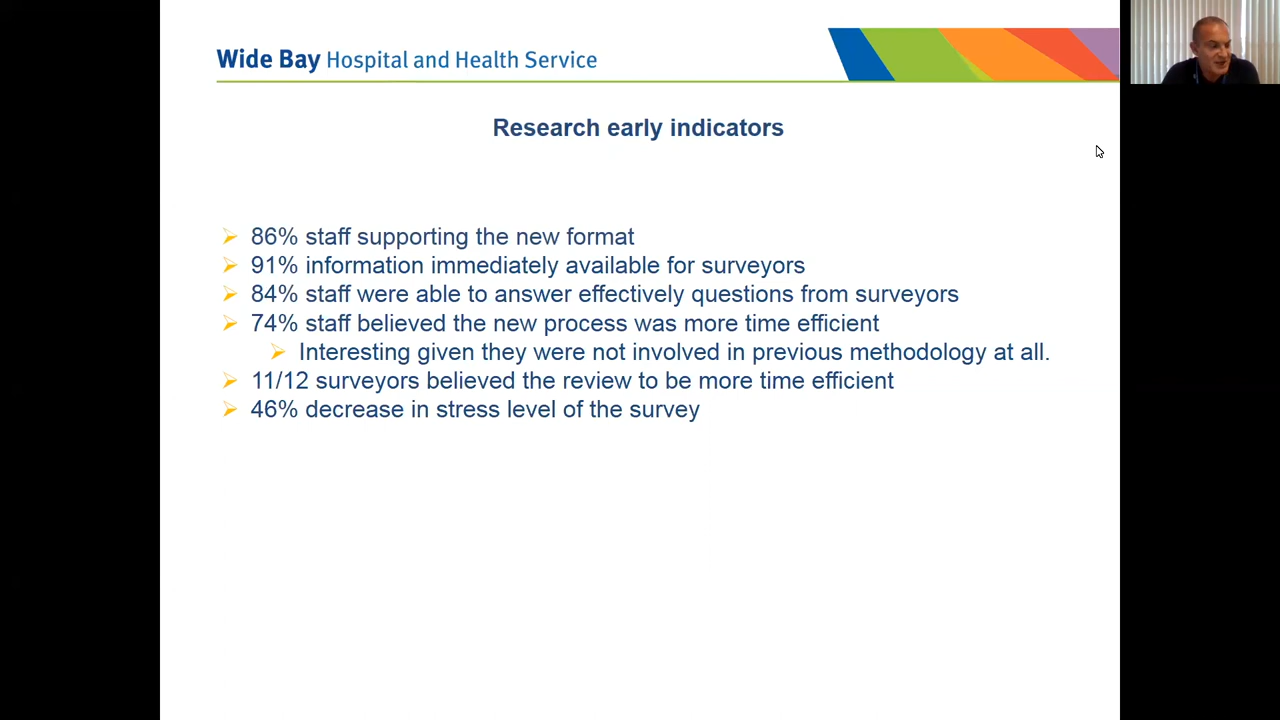 Wide Bay Hospital and Health Service
Research early indicators
86% staff supporting the new format
91% information immediately available for surveyors
84% staff were able to answer effectively questions from surveyors
74% staff believed the new process was more time efficient
Interesting given they were not involved in previous methodology at all.
11/12 surveyors believed the review to be more time efficient
46% decrease in stress level of the survey